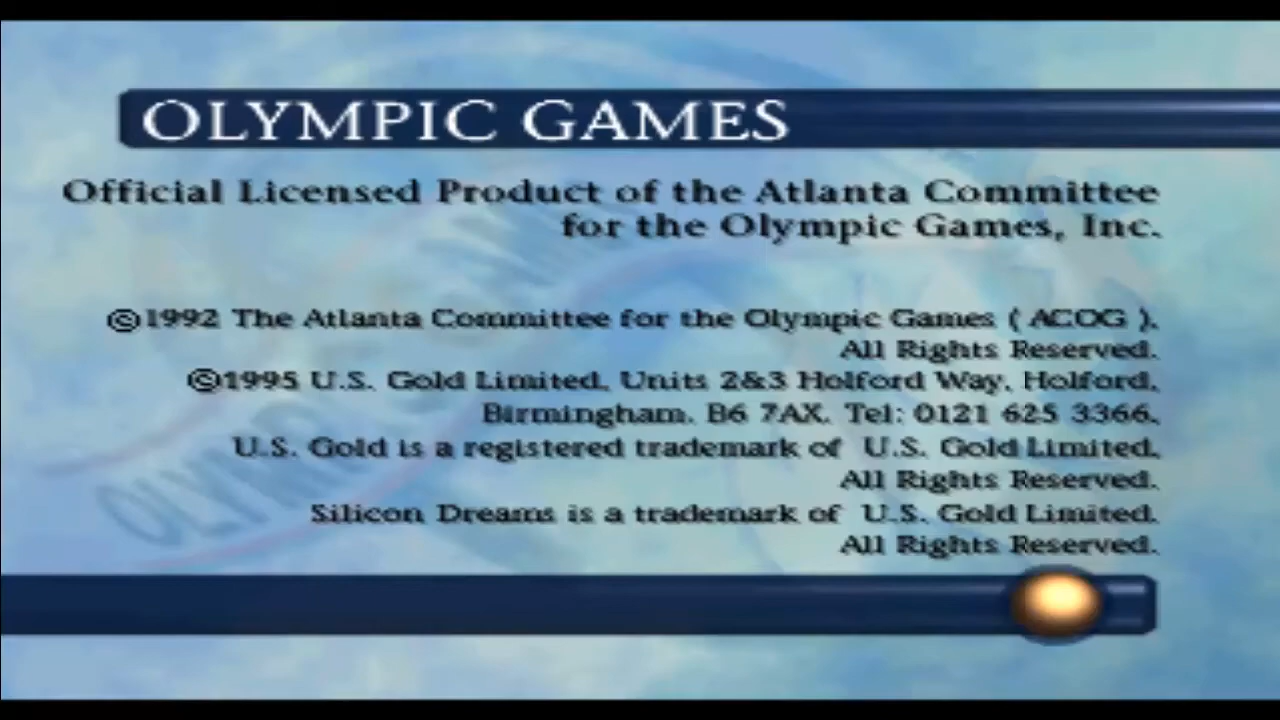 OLYMPIC GAMES
Official Licensed Product of the Atlanta Committee
for the Olympic Games, Inc.
©1992 The Atlanta Committee for the Olympic Games ( ACOG ).
All Rights Reserved.
©1995 U.S. Gold Limited. Units 2&3 Holford Way, Holford,
Birmingham. B6 7AX. Tel: 0121 625 3366.
U.S. Gold is a registered trademark of U.S. Gold Limited.
All Rights Reserved.
Silicon Dreams is a trademark of U.S. Gold Limited.
All Rights Reserved.